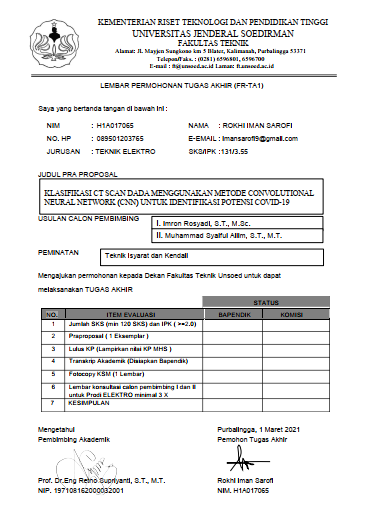 KEMENTERIAN RISET TEKNOLOGI DAN PENDIDIKAN TINGGI
UNIVERSITAS JENDERAL SOEDIRMAN
FAKULTAS TEKNIK
Alamat: Jl. Mayjen Sungkono km 5 Blater, Kalimanah, Purbalingga 53371
Telepon/Faks. : (0281) 6596801, 6596700
E-mail : ft@unsoed.ac.id Laman: ft.unsoed.ac.id
LEMBAR PERMOHONAN TUGAS AKHIR (FR-TA1)
Saya yang bertanda tangan di bawah ini :
NIM : H1A017065 NAMA : ROKHI IMAN SAROFI
NO. HP : 089501203765 E-EMAIL : imansarofi9@gmail.com
JURUSAN : TEKNIK ELEKTRO SKS/IPK :131/3.55
JUDUL PRA PROPOSAL
KLASIFIKASI CT SCAN DADA MENGGUNAKAN METODE CONVOLUTIONAL
NEURAL NETWORK (CNN) UNTUK IDENTIFIKASI POTENSI COVID-19
USULAN CALON PEMBIMBING
I. Imron Rosyadi, S.T., M.Sc.
II. Muhammad Syaiful Aliim, S.T., M.T.
PEMINATAN
Teknik Isyarat dan Kendali
Mengajukan permohonan kepada Dekan Fakultas Teknik Unsoed untuk dapat
melaksanakan TUGAS AKHIR
STATUS
NO. ITEM EVALUASI BAPENDIK KOMISI
1 Jumlah SKS (min 120 SKS) dan IPK ( >=2.0)
2 Praproposal ( 1 Eksemplar )
3 Lulus KP (Lampirkan nilai KP MHS )
4 Transkrip Akademik (Disiapkan Bapendik)
5 Fotocopy KSM (1 Lembar)
6 Lembar konsultasi calon pembimbing I dan II
untuk Prodi ELEKTRO minimal 3 X
7 KESIMPULAN
Mengetahui Purbalingga, 1 Maret 2021
Pembimbing Akademik Pemohon Tugas Akhir
Prof. Dr,Eng Retno Supriyanti, S.T., M.T. Rokhi Iman Sarofi
NIP. 197108162000032001 NIM. H1A017065